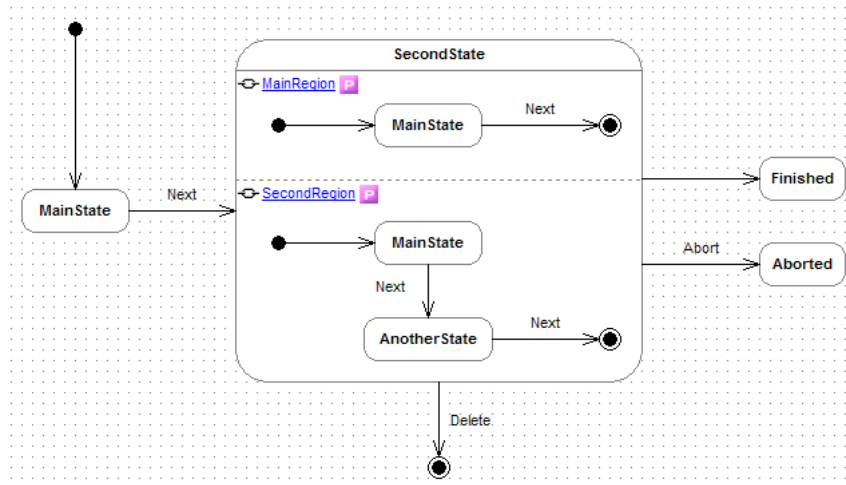 SecondState
MainRegion P
MainState
Next
Finished
MainState
Next
SecondRegion P
MainState
Abort
Aborted
Next
AnotherState
Next
Delete